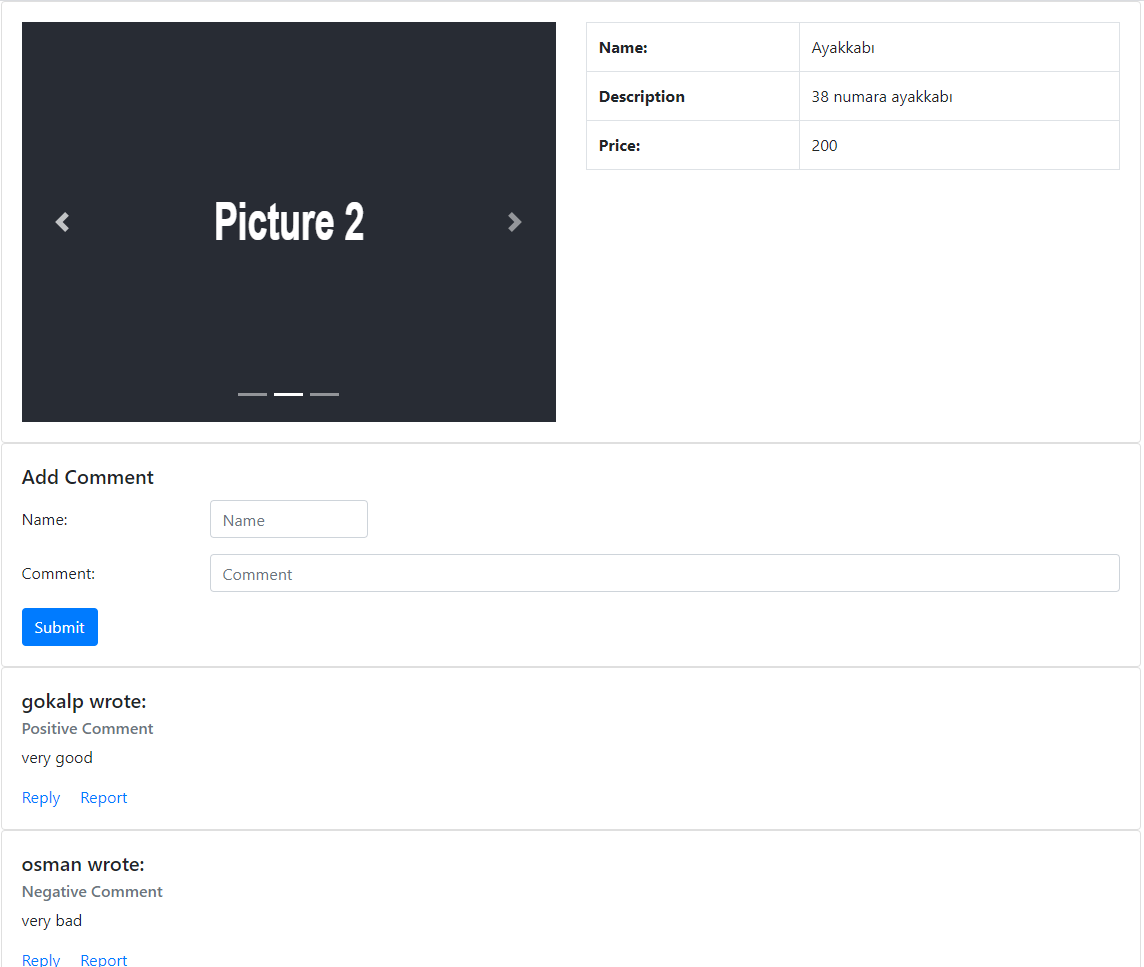 Picture 2
Name: Ayakkabı
Description 38 numara ayakkabı
Price: 200
Add Comment
Name: Name
Comment: Comment
Submit
gokalp wrote:
Positive Comment
very good
Reply Report
osman wrote:
Negative Comment
very bad
Reply Report